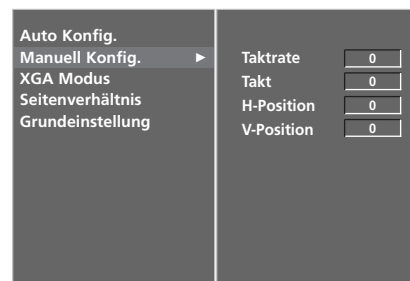 Auto Konfig.
Manuell Konfig. ►
XGA Modus
Seitenverhältnis
Grundeinstellung
Taktrate 0
Takt 0
H-Position 0
V-Position 0